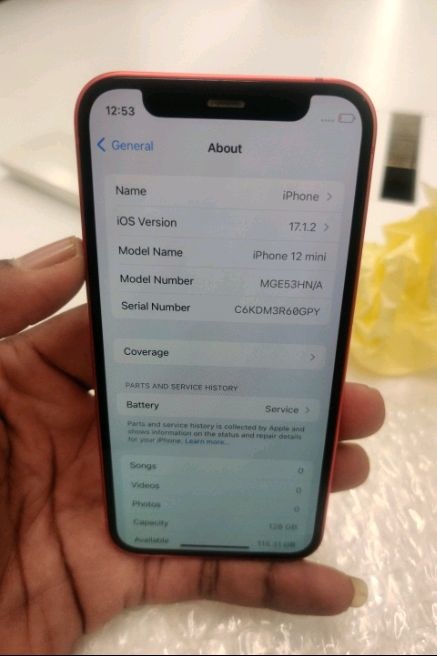 12:53
General
About
Name iPhone
iOS Version 17.1.2
Model Name iPhone 12 mini
Model Number MGE53HN/A
Serial Number C6KDM3R60GPY
Coverage
PARTS AND SERVICE HISTORY
Battery Service
Parts and service history is collected by Apple and
shows information on the status and repair details
for your iPhone. Learn more...
Songs 0
Videos 0
Photos 0
Capacity 128 GB
Available